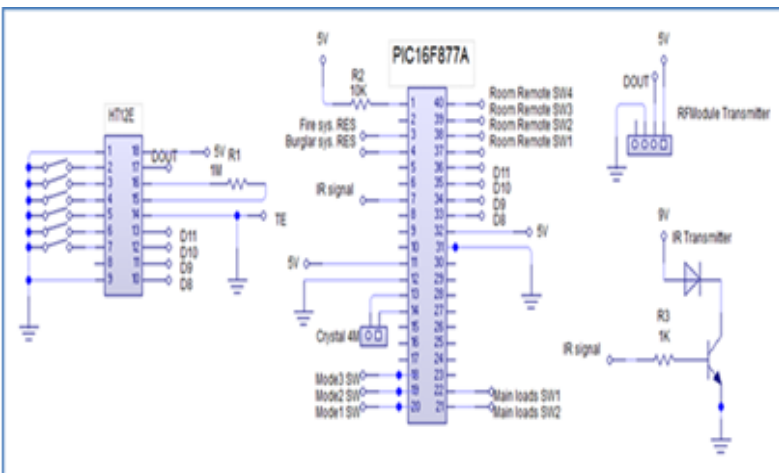 HT12E
1
2
3
4
5
6
7
8
9
18
17
16
15
14
13
12
11
10
5V
DOUT
R1
1M
TE
D11
D10
D9
D8
PIC16F877A
5V
R2
10K
Fire sys. RES
Burglar sys. RES
IR signal
5V
Crystal 4M
Mode3 SW
Mode2 SW
Mode1 SW
1
2
3
4
5
6
7
8
9
10
11
12
13
14
15
16
17
18
19
20
40
39
38
37
36
35
34
33
32
31
30
29
28
27
26
25
24
23
22
21
Room Remote SW4
Room Remote SW3
Room Remote SW2
Room Remote SW1
D11
D10
D9
D8
5V
Main loads SW1
Main loads SW2
5V
DOUT
RFModule Transmitter
9V
IR Transmitter
R3
1K
IR signal